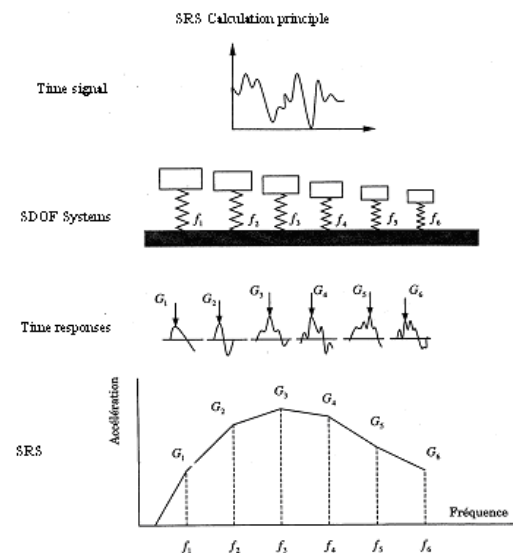 SRS Calculation principle
Time signal
SDOF Systems
f1 f2 f3 f4 f5 f6
G1 G2 G3 G4 G5 G6
Time responses
SRS
Accélération
G1 G2 G3 G4 G5 G6
Fréquence
f1 f2 f3 f4 f5 f6